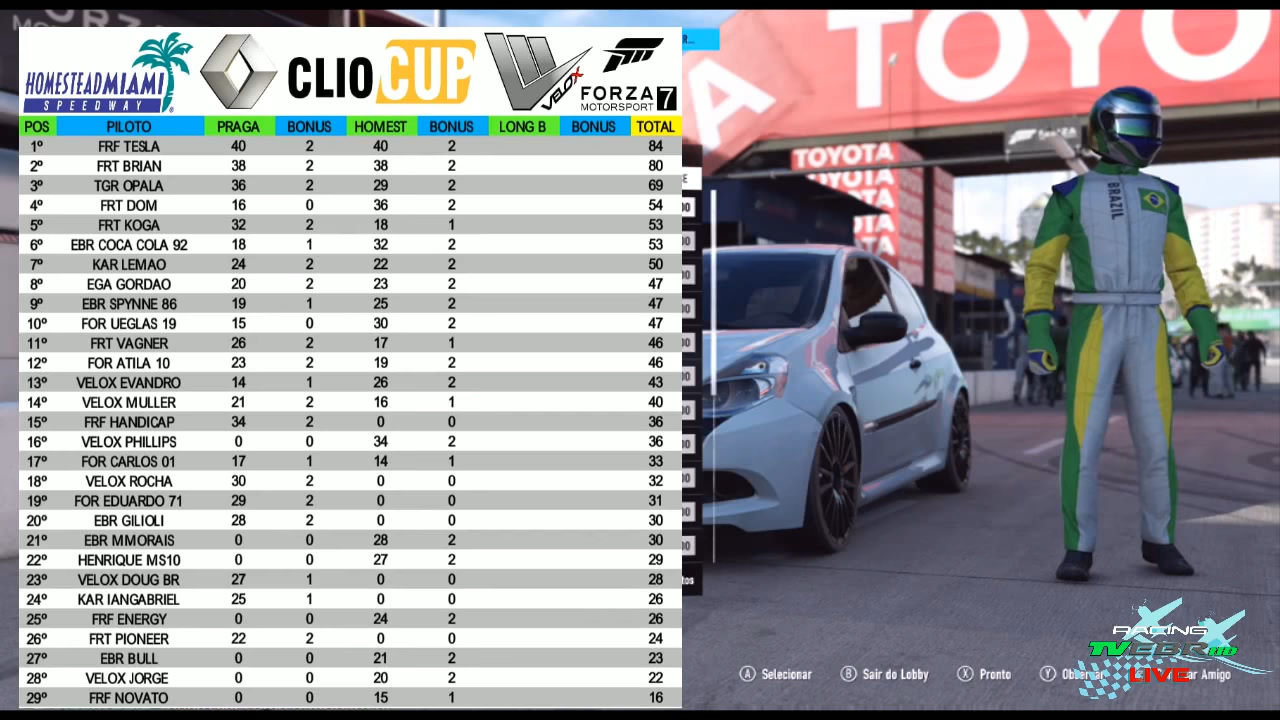 HOMESTEADMIAMI
SPEEDWAY
CLIO CUP
VELOX
FORZA
MOTORSPORT 7
POS PILOTO PRAGA BONUS HOMEST BONUS LONG B BONUS TOTAL
1º FRF TESLA 40 2 40 2 84
2º FRT BRIAN 38 2 38 2 80
3º TGR OPALA 36 2 29 2 69
4º FRT DOM 16 0 36 2 54
5º FRT KOGA 32 2 18 1 53
6º EBR COCA COLA 92 18 1 32 2 53
7º KAR LEMAO 24 2 22 2 50
8º EGA GORDAO 20 2 23 2 47
9º EBR SPYNNE 86 19 1 25 2 47
10º FOR UEGLAS 19 15 0 30 2 47
11º FRT VAGNER 26 2 17 1 46
12º FOR ATILA 10 23 2 19 2 46
13º VELOX EVANDRO 14 1 26 2 43
14º VELOX MULLER 21 2 16 1 40
15º FRF HANDICAP 34 2 0 0 36
16º VELOX PHILLIPS 0 0 34 2 36
17º FOR CARLOS 01 17 1 14 1 33
18º VELOX ROCHA 30 2 0 0 32
19º FOR EDUARDO 71 29 2 0 0 31
20º EBR GILIOLI 28 2 0 0 30
21º EBR MMORAIS 0 0 28 2 30
22º HENRIQUE MS10 0 0 27 2 29
23º VELOX DOUG BR 27 1 0 0 28
24º KAR IANGABRIEL 25 1 0 0 26
25º FRF ENERGY 0 0 24 2 26
26º FRT PIONEER 22 2 0 0 24
27º EBR BULL 0 0 21 2 23
28º VELOX JORGE 0 0 20 2 22
29º FRF NOVATO 0 0 15 1 16
TOYO
TOYOTA
TOYOTA
TOYOTA
BRAZIL
A Selecionar B Sair do Lobby X Pronto Y
RACING
TVEBR HD
LIVE
Amigo